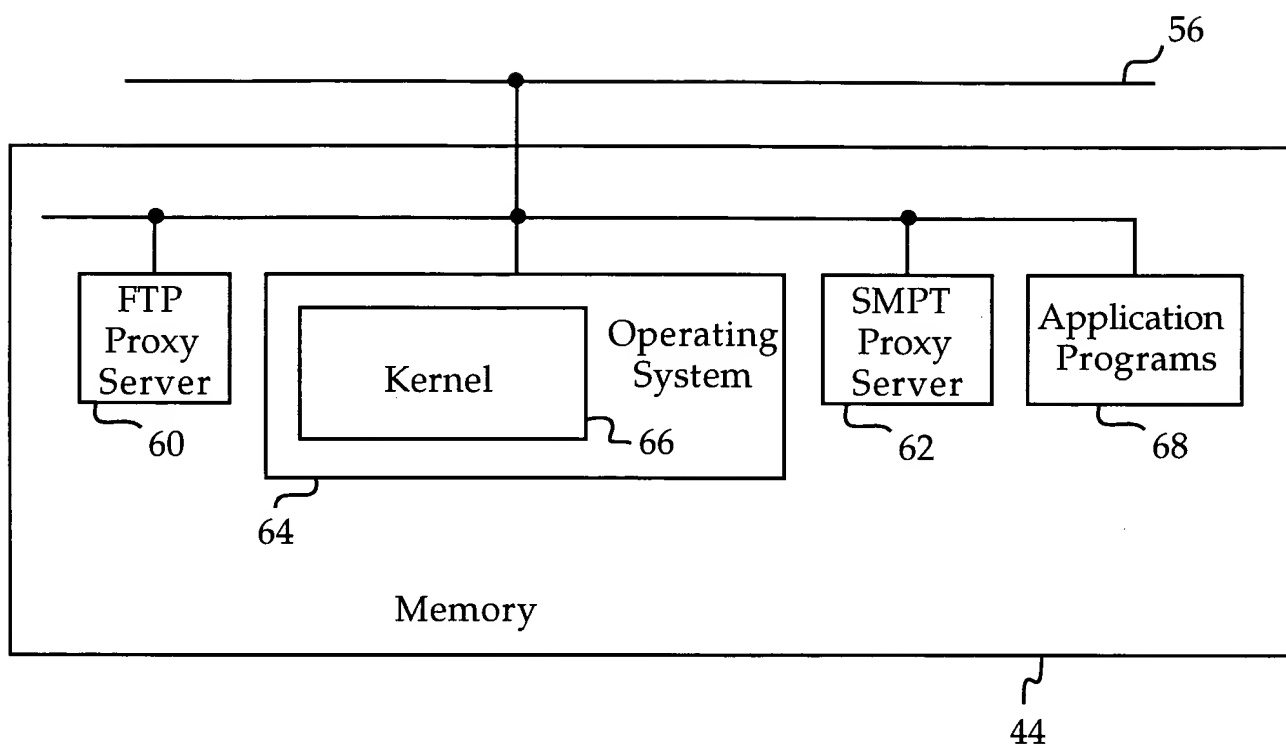 56
FTP
Proxy
Server
60
Kernel
66
Operating
System
64
SMPT
Proxy
Server
62
Application
Programs
68
Memory
44